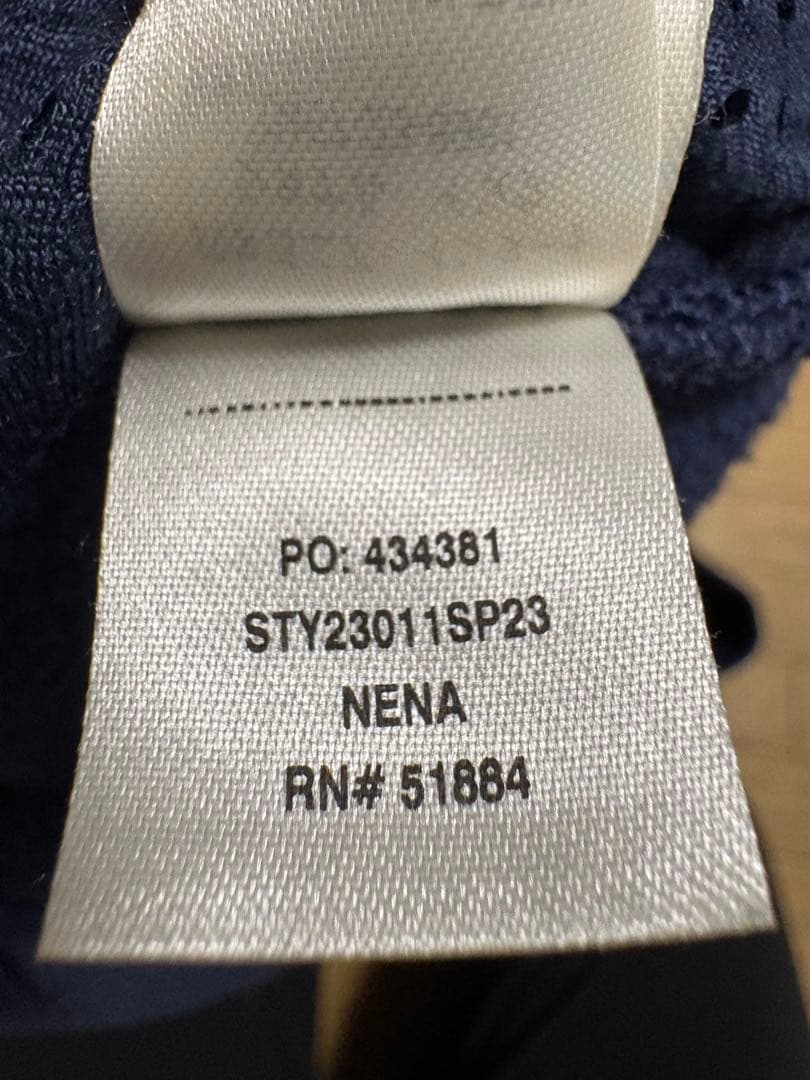 PO: 434381
STY23011SP23
NENA
RN# 51884